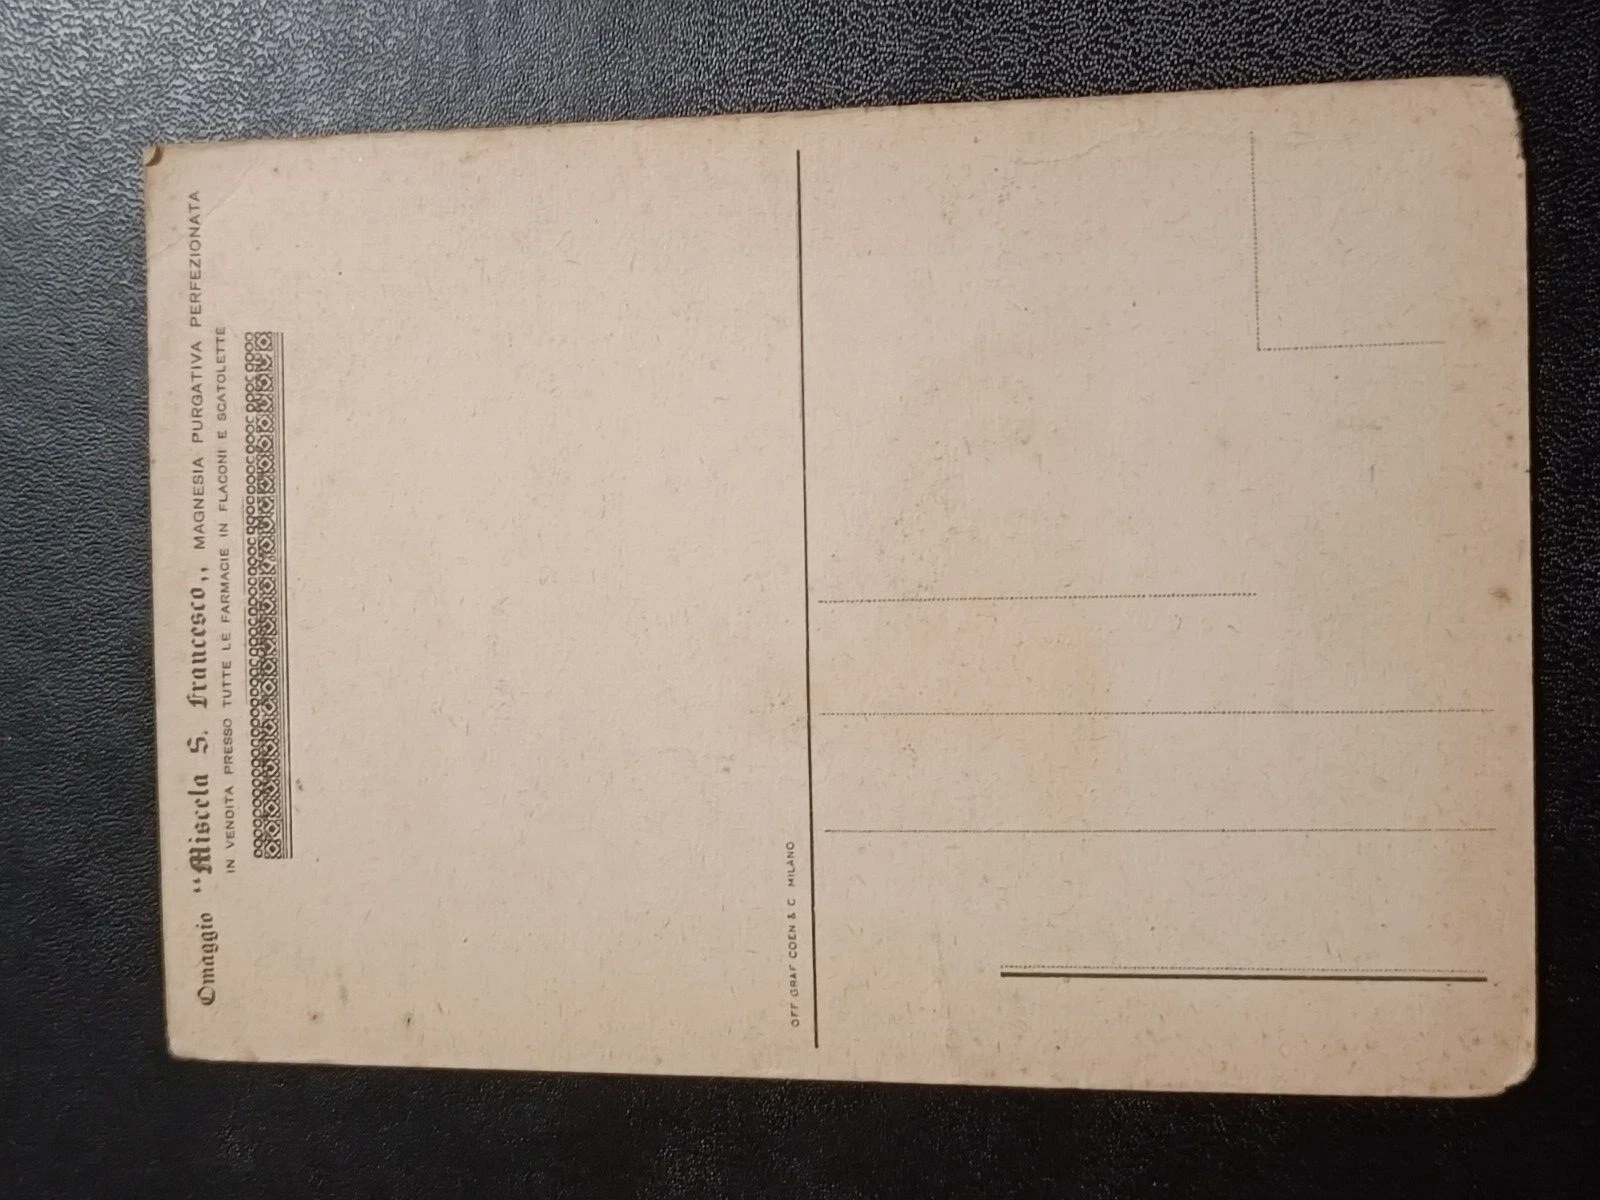 Omaggio "Miscela S. Francesco,, MAGNESIA PURGATIVA PERFEZIONATA
IN VENDITA PRESSO TUTTE LE FARMACIE IN FLACONI E SCATOLETTE
OFF GRAF COEN & C MILANO